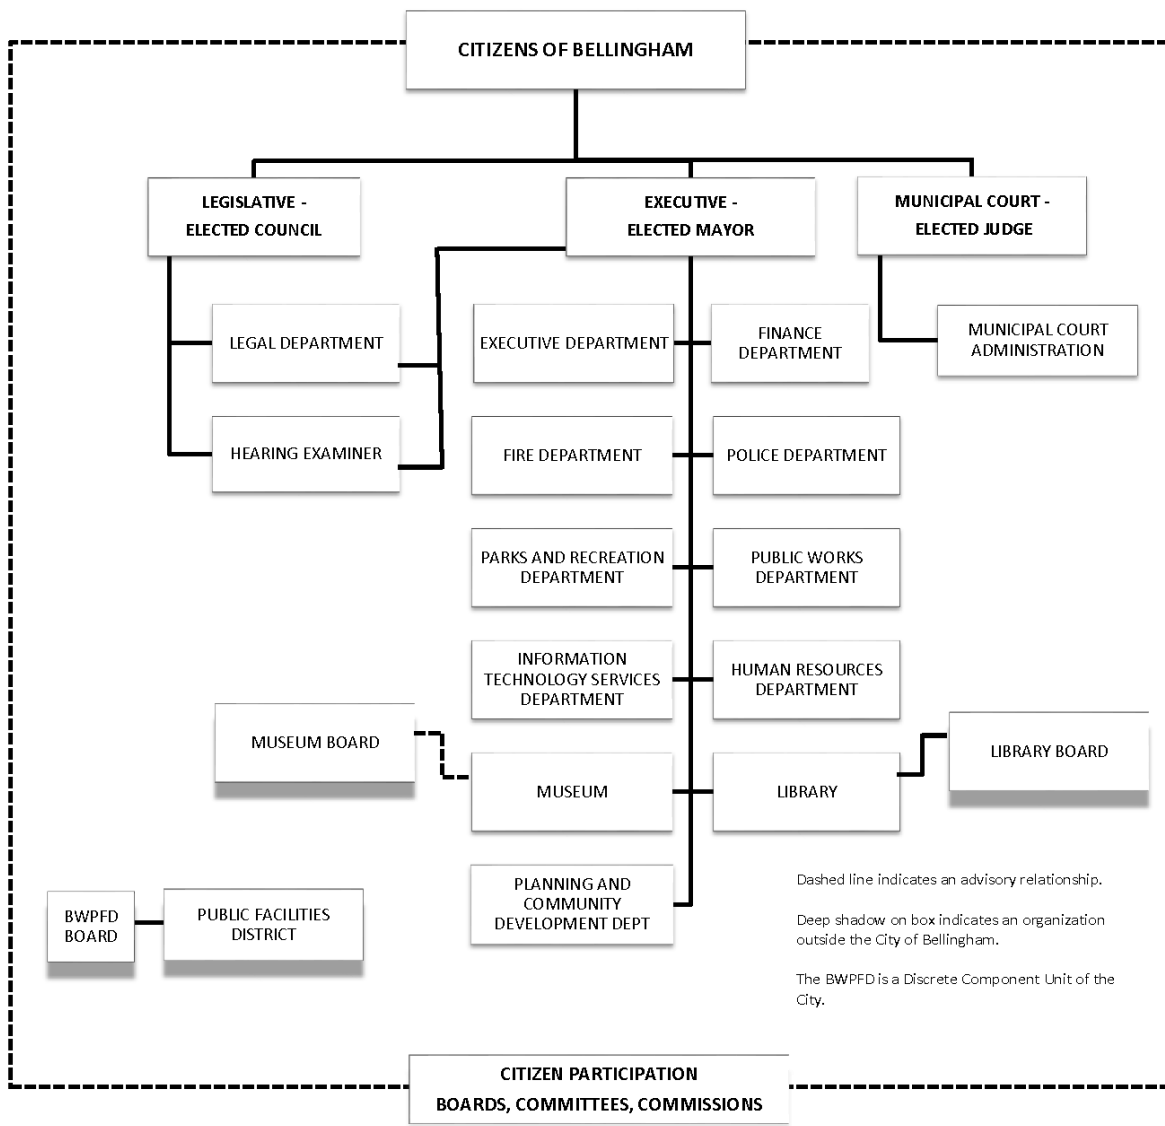 CITIZENS OF BELLINGHAM
LEGISLATIVE -
ELECTED COUNCIL
EXECUTIVE -
ELECTED MAYOR
MUNICIPAL COURT -
ELECTED JUDGE
LEGAL DEPARTMENT
EXECUTIVE DEPARTMENT
FINANCE
DEPARTMENT
MUNICIPAL COURT
ADMINISTRATION
HEARING EXAMINER
FIRE DEPARTMENT
POLICE DEPARTMENT
PARKS AND RECREATION
DEPARTMENT
PUBLIC WORKS
DEPARTMENT
INFORMATION
TECHNOLOGY SERVICES
DEPARTMENT
HUMAN RESOURCES
DEPARTMENT
MUSEUM BOARD
MUSEUM
LIBRARY
LIBRARY BOARD
PLANNING AND
COMMUNITY
DEVELOPMENT DEPT
BWPFD
BOARD
PUBLIC FACILITIES
DISTRICT
Dashed line indicates an advisory relationship.
Deep shadow on box indicates an organization
outside the City of Bellingham.
The BWPFD is a Discrete Component Unit of the
City.
CITIZEN PARTICIPATION
BOARDS, COMMITTEES, COMMISSIONS